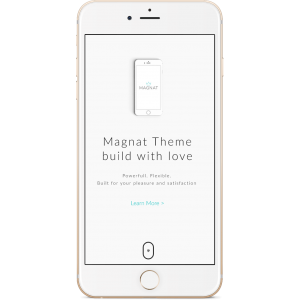 MAGNAT
Magnat Theme
build with love
Powerfull. Flexible.
Built for your pleasure and satisfaction
Learn More >